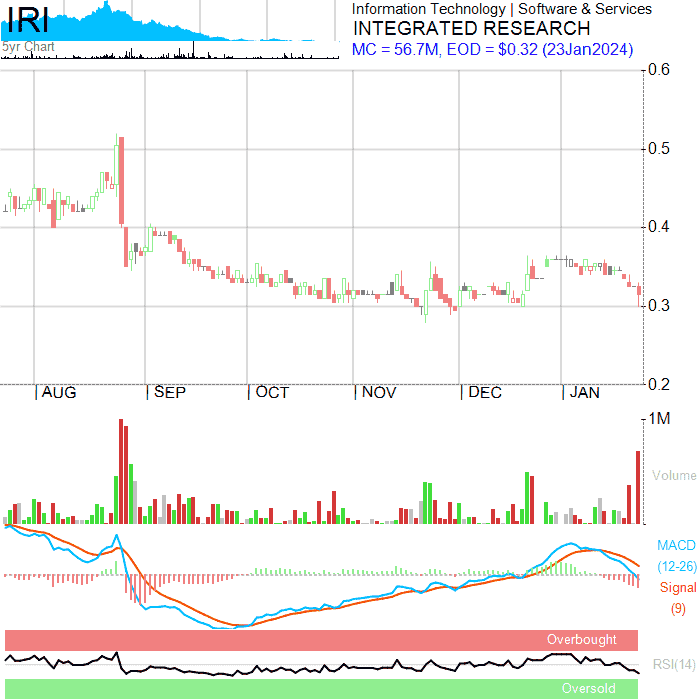 IRI
5yr Chart
Information Technology | Software & Services
INTEGRATED RESEARCH
MC = 56.7M, EOD = $0.32 (23Jan2024)
0.6
0.5
0.4
0.3
0.2
| AUG | SEP | OCT | NOV | DEC | JAN
1M
Volume
MACD
(12-26)
Signal
(9)
Overbought
RSI(14)
Oversold